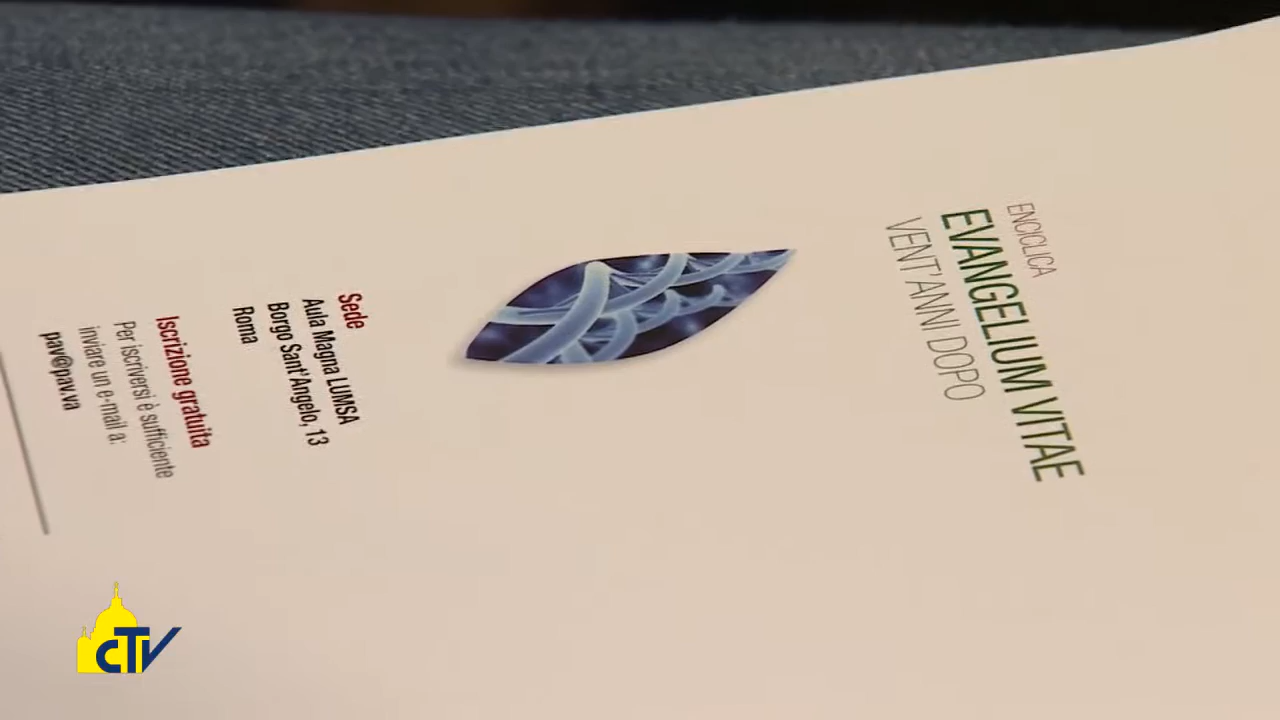 ENCICLICA
EVANGELIUM VITAE
VENT'ANNI DOPO
Sede
Aula Magna LUMSA
Borgo Sant'Angelo, 13
Roma
Iscrizione gratuita
Per iscriversi è sufficiente
inviare un e-mail a:
pav@pav.va
CTV